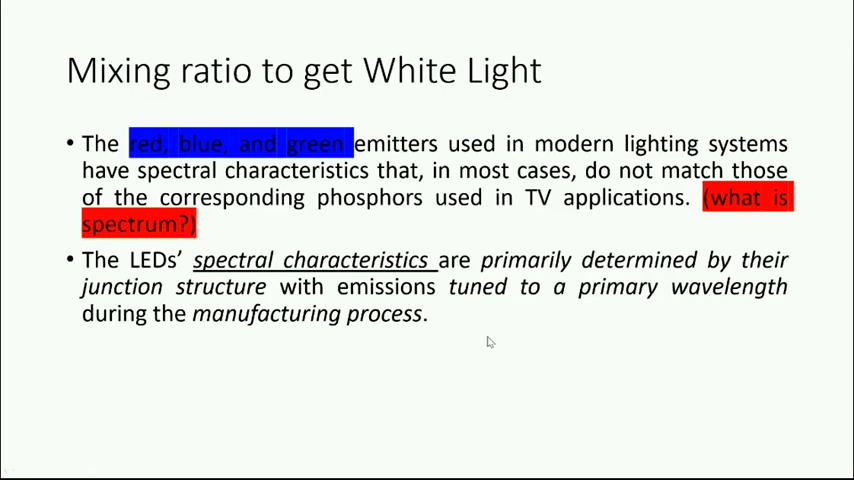 Mixing ratio to get White Light
• The red, blue, and green emitters used in modern lighting systems
have spectral characteristics that, in most cases, do not match those
of the corresponding phosphors used in TV applications. (what is
spectrum?)
• The LEDs’ spectral characteristics are primarily determined by their
junction structure with emissions tuned to a primary wavelength
during the manufacturing process.